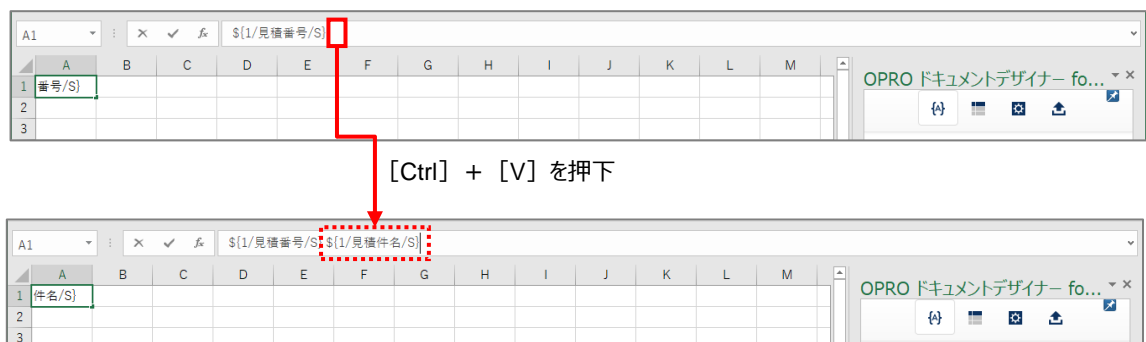 A1 fx ${1/見積番号/S}
A B C D E F G H I J K L M
OPRO ドキュメントデザイナー fo...
1 番号/S}
{A}
2
3
［Ctrl］＋［V］を押下
A1 fx ${1/見積番号/S}${1/見積件名/S}
A B C D E F G H I J K L M
OPRO ドキュメントデザイナー fo...
1 件名/S}
{A}
2
3